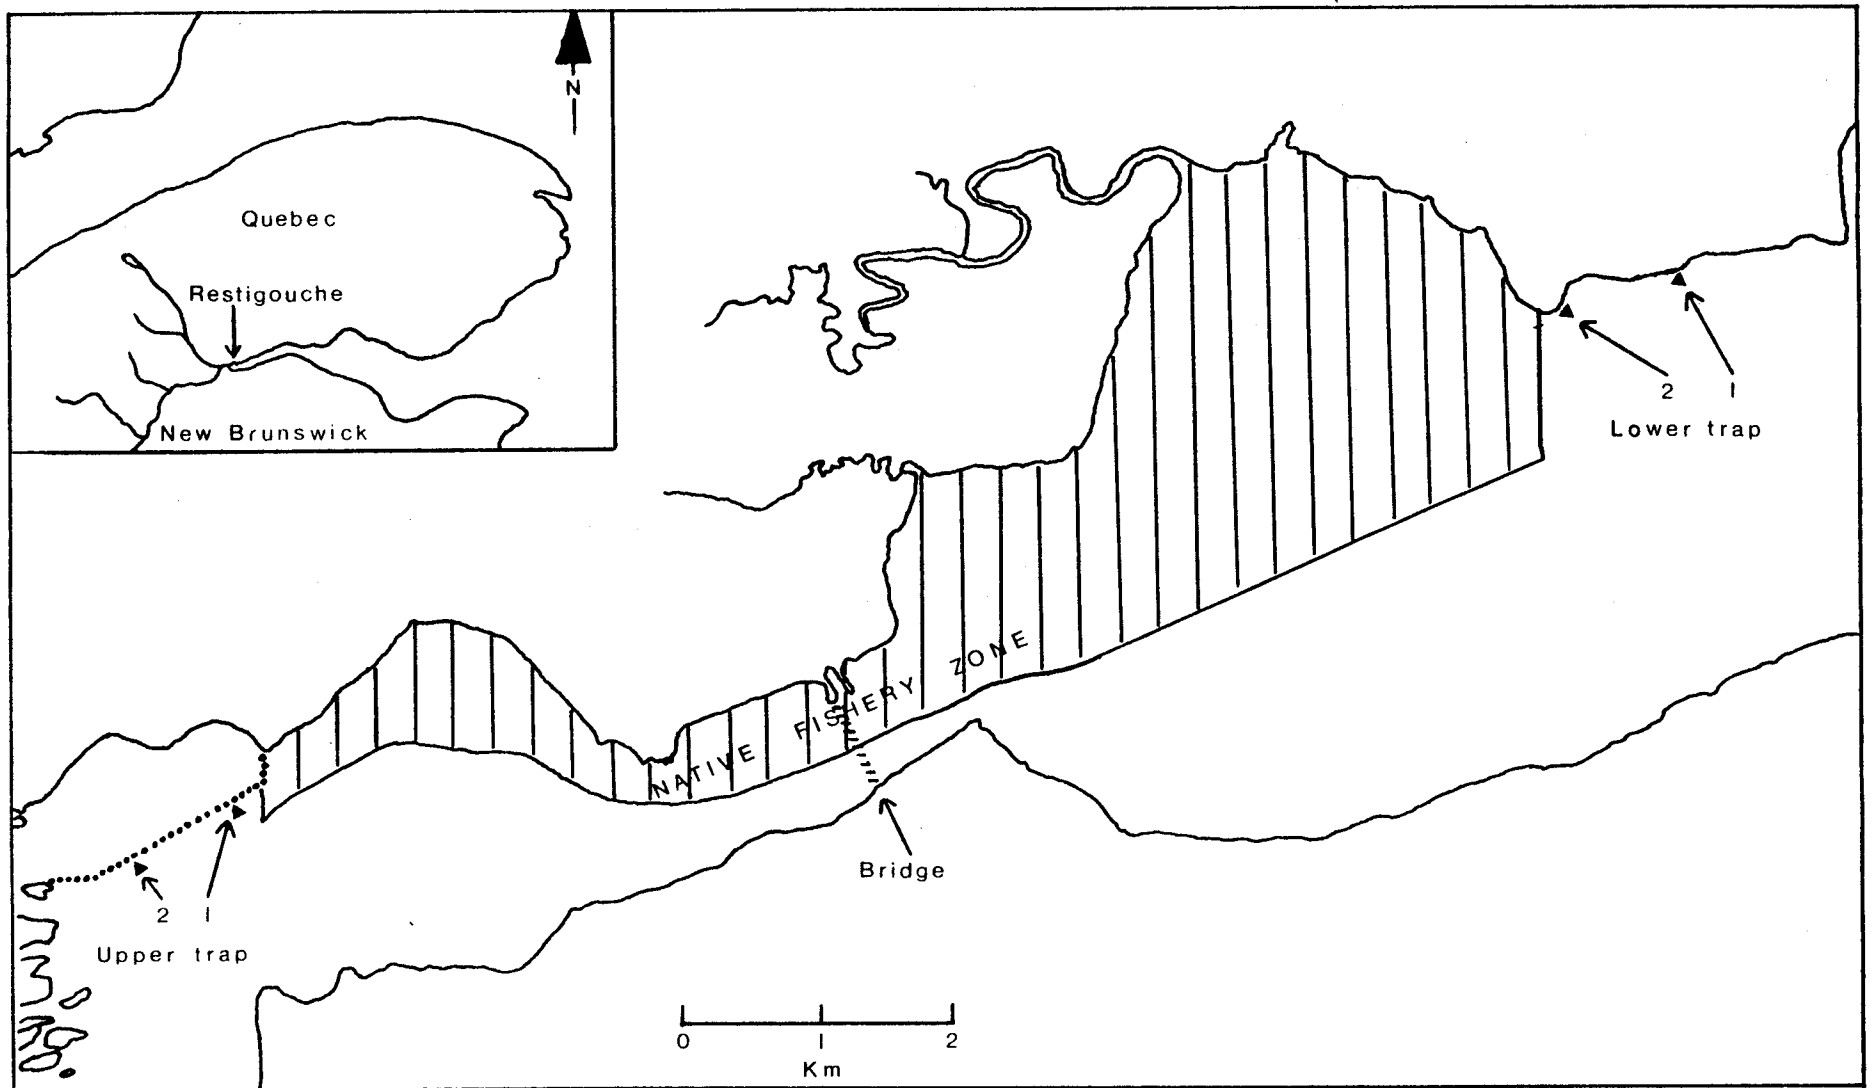 N
Quebec
Restigouche
New Brunswick
2 1
Lower trap
NATIVE FISHERY ZONE
Bridge
2 1
Upper trap
0 1 2
Km